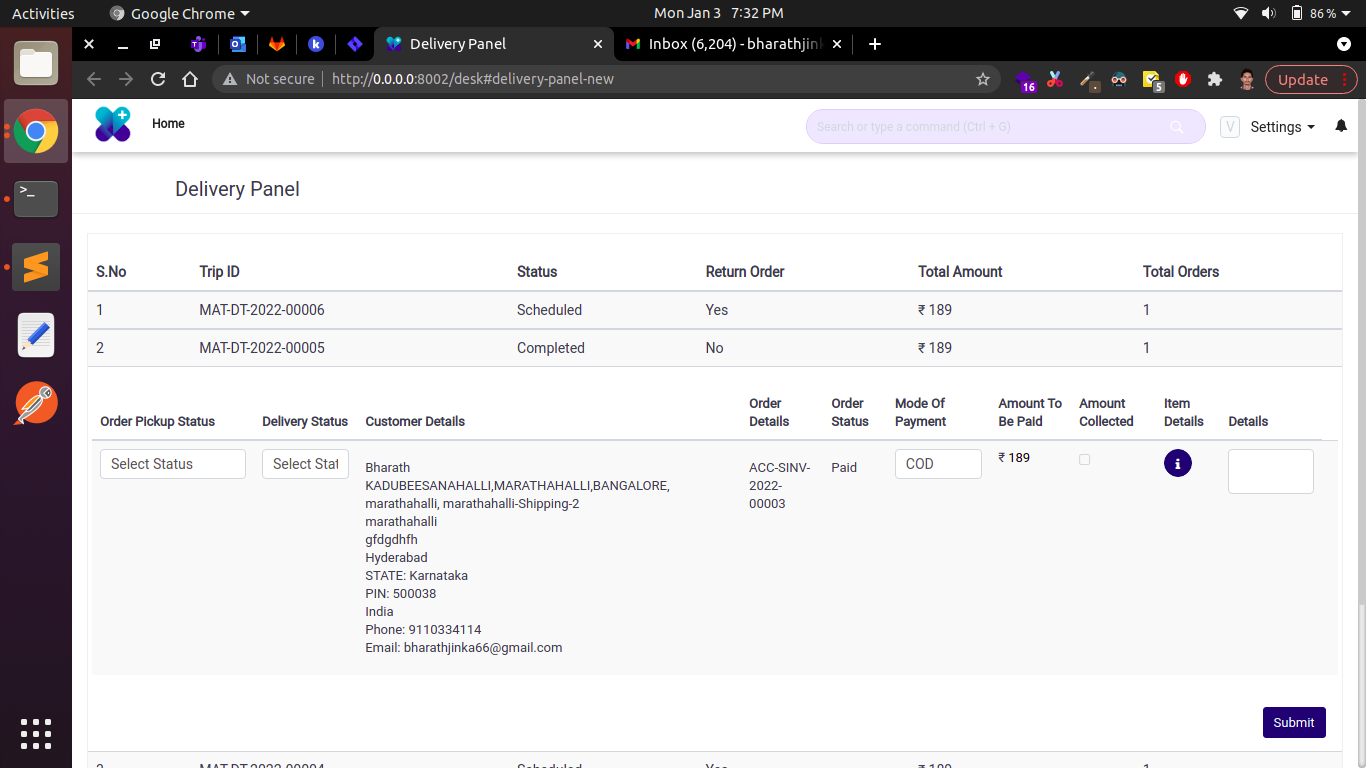 Activities
Google Chrome
Mon Jan 3 7:32 PM
86 %
Delivery Panel
Inbox (6,204) - bharathjink
Not secure
http://0.0.0.0:8002/desk#delivery-panel-new
16
5
Update
Home
Search or type a command (Ctrl + G)
V
Settings
Delivery Panel
S.No Trip ID Status Return Order Total Amount Total Orders
1 MAT-DT-2022-00006 Scheduled Yes ₹ 189 1
2 MAT-DT-2022-00005 Completed No ₹ 189 1
Order Pickup Status Delivery Status Customer Details Order Details Order Status Mode Of Payment Amount To Be Paid Amount Collected Item Details Details
Select Status Select Stat
Bharath
KADUBEESANAHALLI,MARATHAHALLI,BANGALORE,
marathahalli, marathahalli-Shipping-2
marathahalli
gfdgdhfh
Hyderabad
STATE: Karnataka
PIN: 500038
India
Phone: 9110334114
Email: bharathjinka66@gmail.com
ACC-SINV-
2022-
00003
Paid
COD
₹ 189
Submit
MAT-DT-2022-00004 Scheduled Yes ₹ 189 1